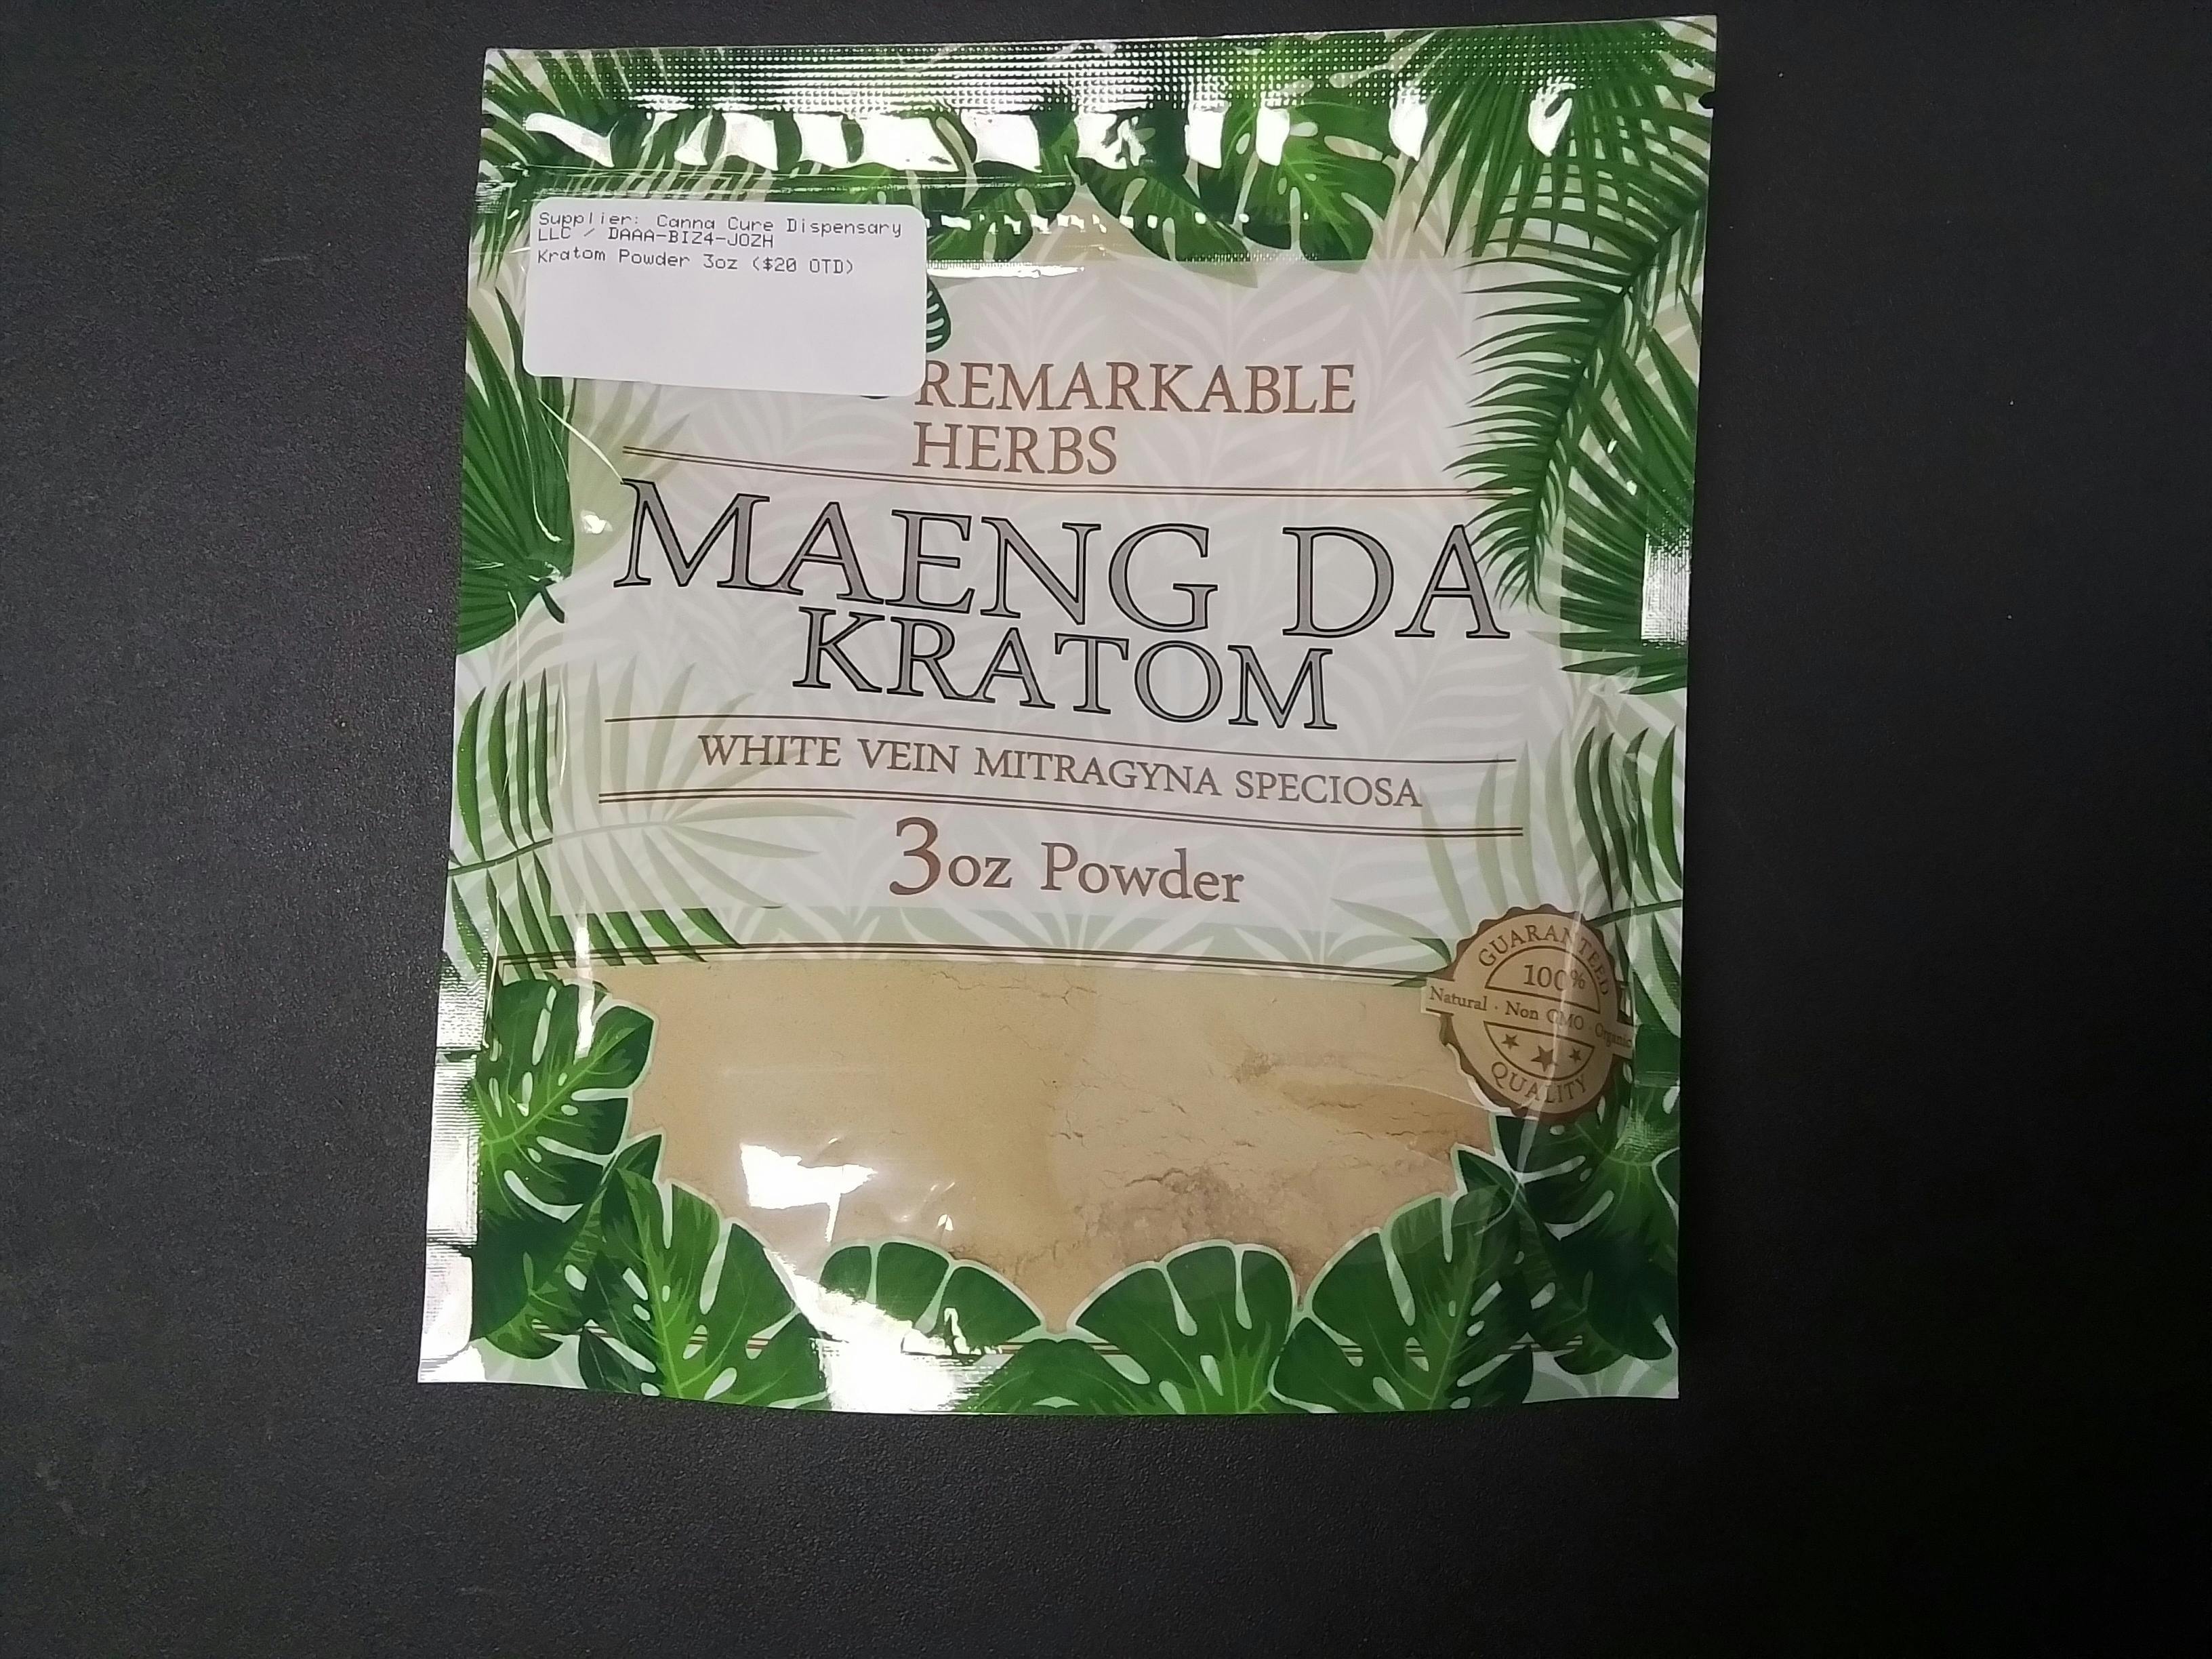 Supplier: Canna Cure Dispensary
LLC / DAAA-BIZ4-JOZH
Kratom Powder 3oz ($20 OTD)
REMARKABLE
HERBS
MAENG DA
KRATOM
WHITE VEIN MITRAGYNA SPECIOSA
3oz Powder
GUARANTEED
100%
Natural · Non GMO · Organic
QUALITY